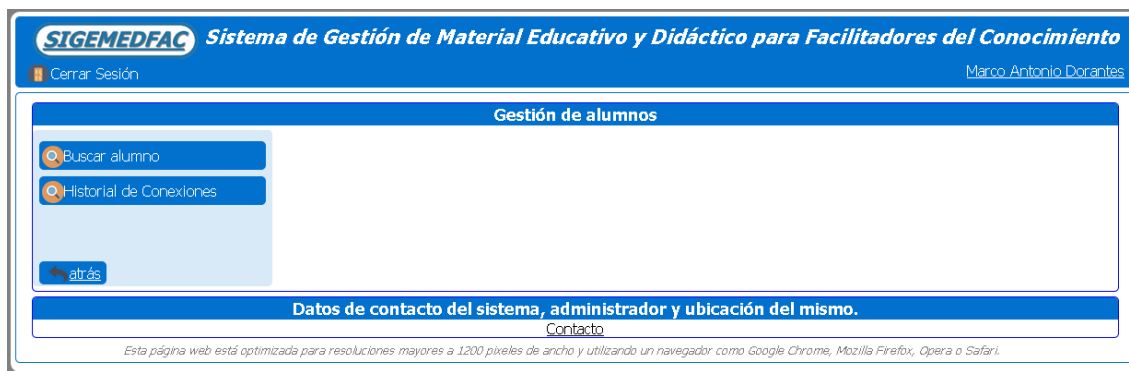 SIGEMEDFAC Sistema de Gestión de Material Educativo y Didáctico para Facilitadores del Conocimiento
Cerrar Sesión Marco Antonio Dorantes
Gestión de alumnos
Buscar alumno
Historial de Conexiones
atrás
Datos de contacto del sistema, administrador y ubicación del mismo.
Contacto
Esta página web está optimizada para resoluciones mayores a 1200 pixeles de ancho y utilizando un navegador como Google Chrome, Mozilla Firefox, Opera o Safari.